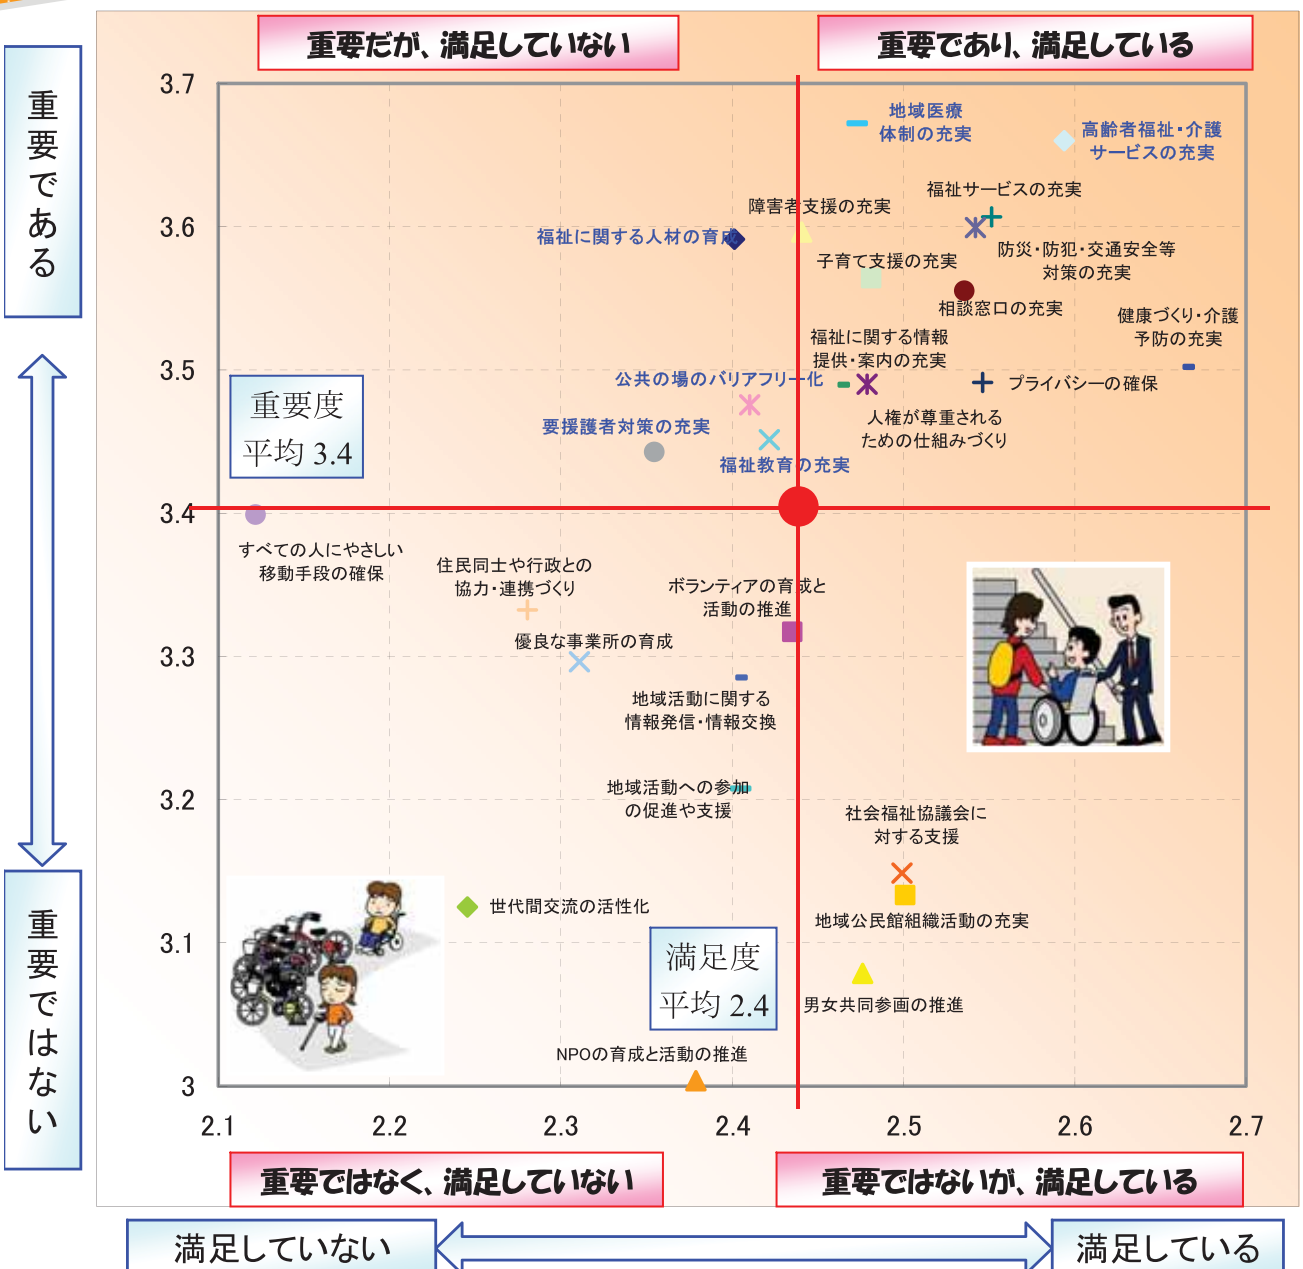 重要だが、満足していない
重要であり、満足している
重要である
重要ではない
3.7
3.6
3.5
3.4
3.3
3.2
3.1
3
地域医療
体制の充実
高齢者福祉・介護
サービスの充実
福祉サービスの充実
障害者支援の充実
福祉に関する人材の育成
防災・防犯・交通安全等
対策の充実
子育て支援の充実
相談窓口の充実
健康づくり・介護
予防の充実
福祉に関する情報
提供・案内の充実
公共の場のバリアフリー化
プライバシーの確保
重要度
平均 3.4
人権が尊重される
ための仕組みづくり
要援護者対策の充実
福祉教育の充実
すべての人にやさしい
移動手段の確保
住民同士や行政との
協力・連携づくり
ボランティアの育成と
活動の推進
優良な事業所の育成
地域活動に関する
情報発信・情報交換
地域活動への参加
の促進や支援
社会福祉協議会に
対する支援
世代間交流の活性化
地域公民館組織活動の充実
満足度
平均 2.4
男女共同参画の推進
NPOの育成と活動の推進
2.1
2.2
2.3
2.4
2.5
2.6
2.7
重要ではなく、満足していない
重要ではないが、満足している
満足していない
満足している